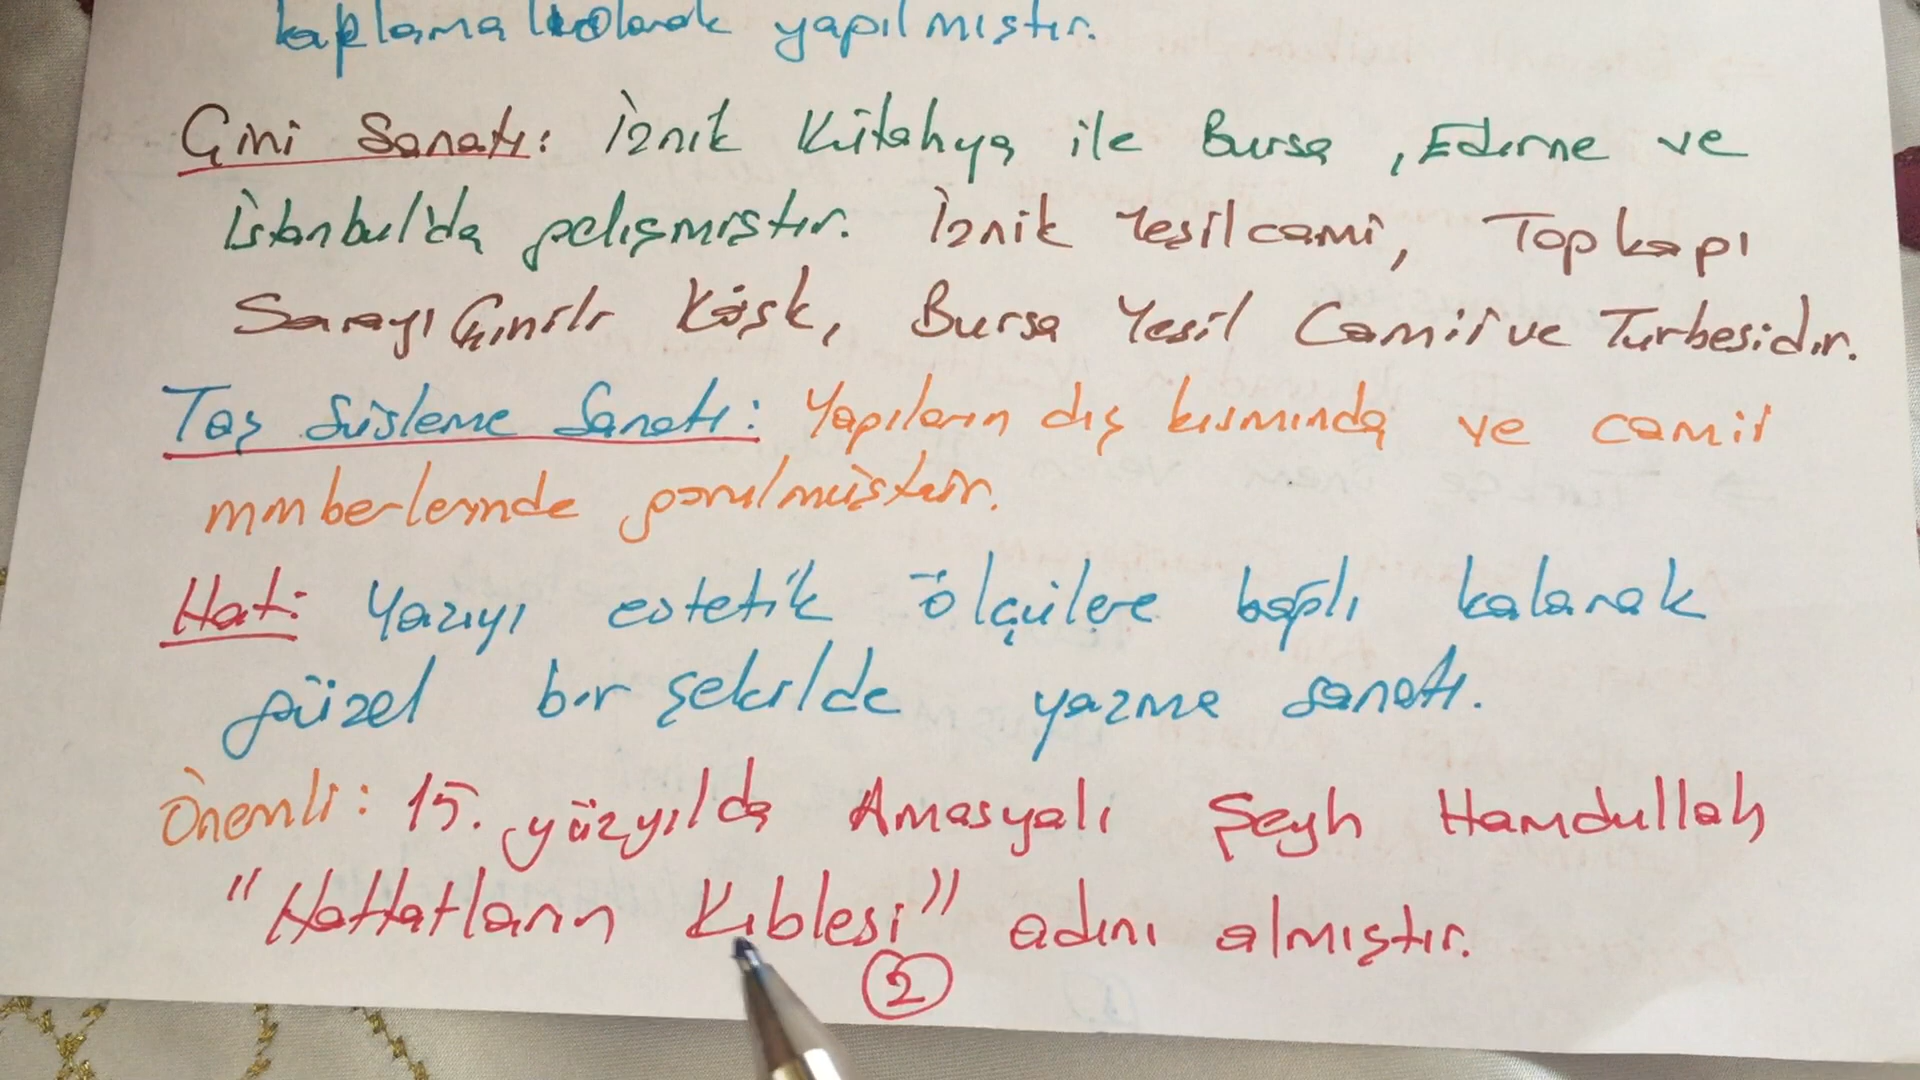 kaplama olarak yapılmıştır.
Çini Sanatı: İznik Kütahya ile Bursa, Edirne ve
İstanbul'da gelişmiştir. İznik Yeşilcami, Topkapı
Sarayı Çinili Köşk, Bursa Yeşil Camii ve Türbesidir.
Taş Süsleme Sanatı: Yapıların dış kısmında ve camii
mimberlerinde görülmüştür.
Hat: Yazıyı estetik ölçülere bağlı kalarak
güzel bir şekilde yazma sanatı.
Önemli: 15. yüzyılda Amasyalı Şeyh Hamdullah
"Hattatların Kıblesi" adını almıştır.
2